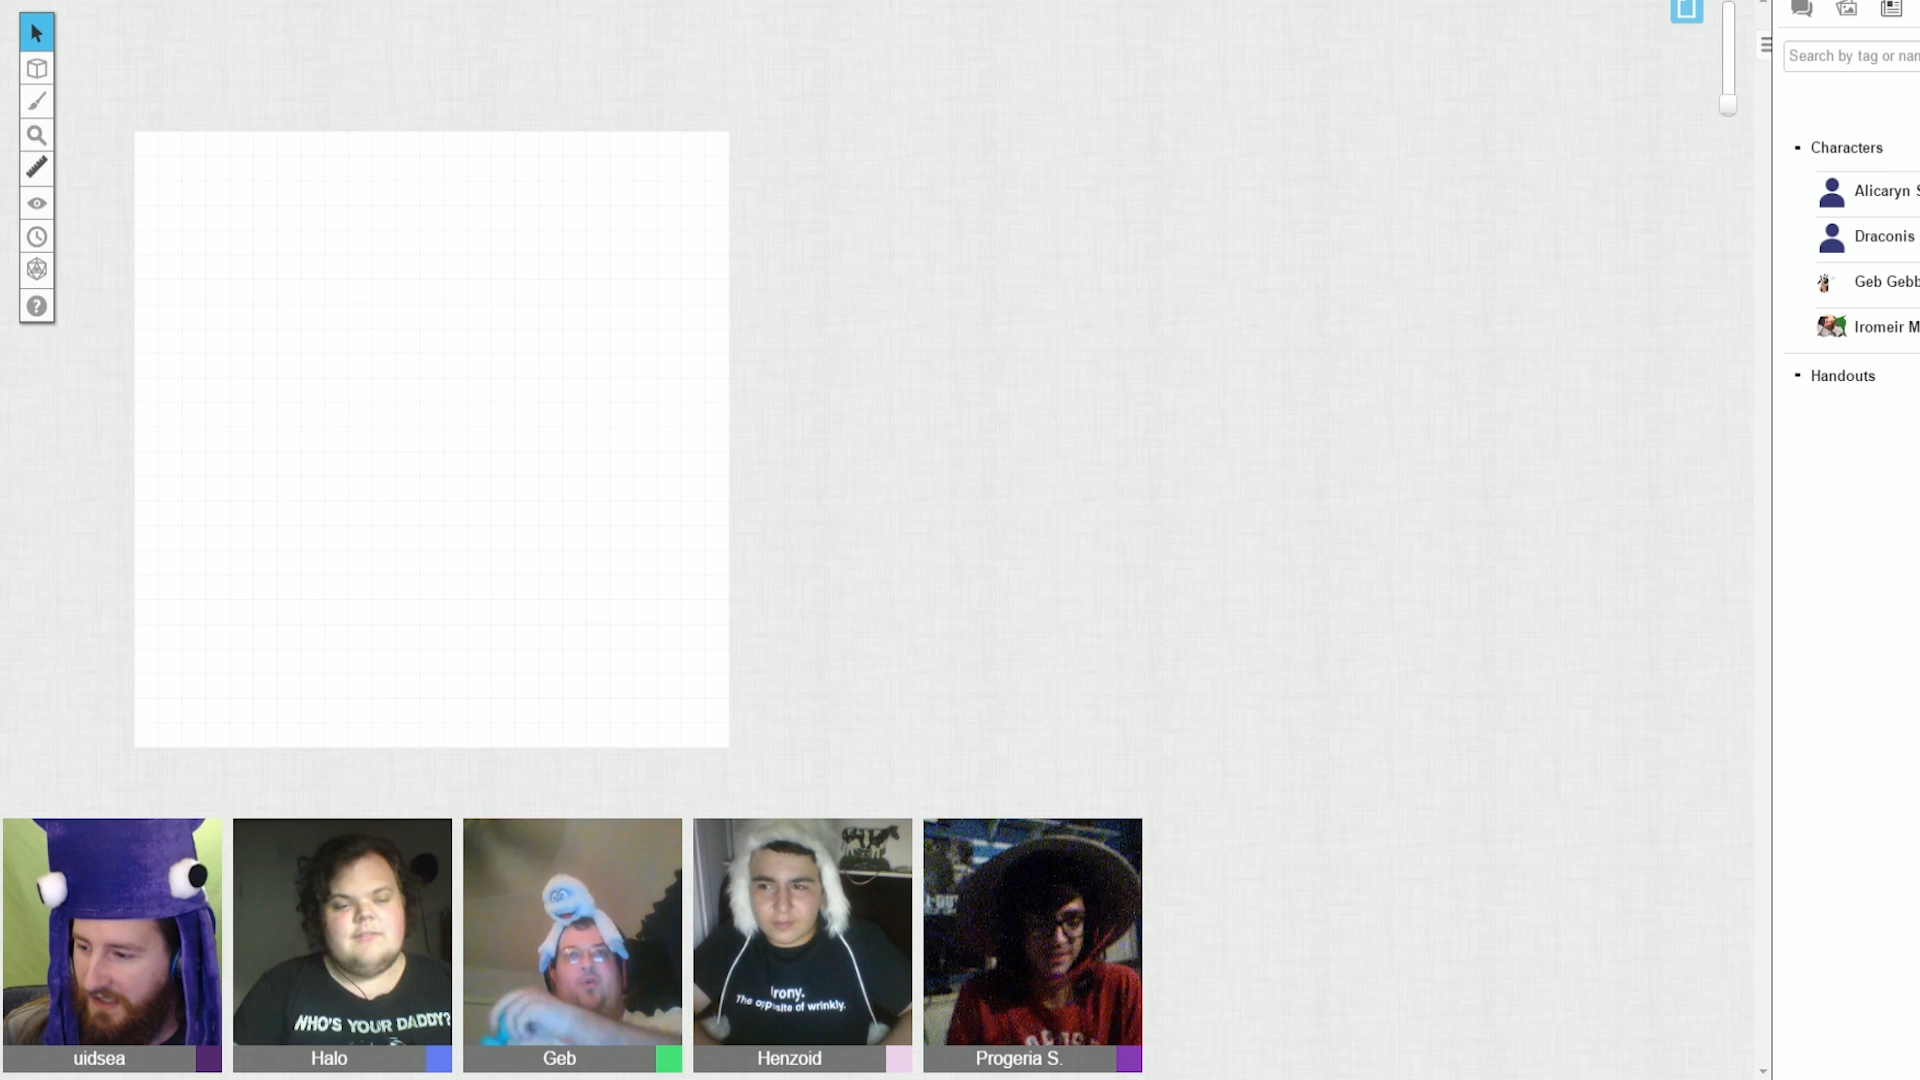 Search by tag or nan
Characters
Alicaryn S
Draconis
Geb Gebb
Iromeir M
Handouts
WHO'S YOUR DADDY?
Irony.
The opposite of wrinkly.
uidsea
Halo
Geb
Henzoid
Progeria S.